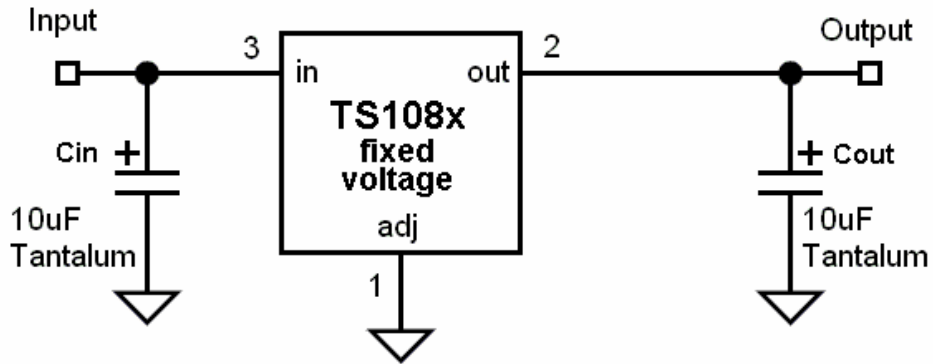 Input
3
2
Output
in
out
TS108x
fixed
voltage
adj
Cin +
10uF
Tantalum
1
+ Cout
10uF
Tantalum